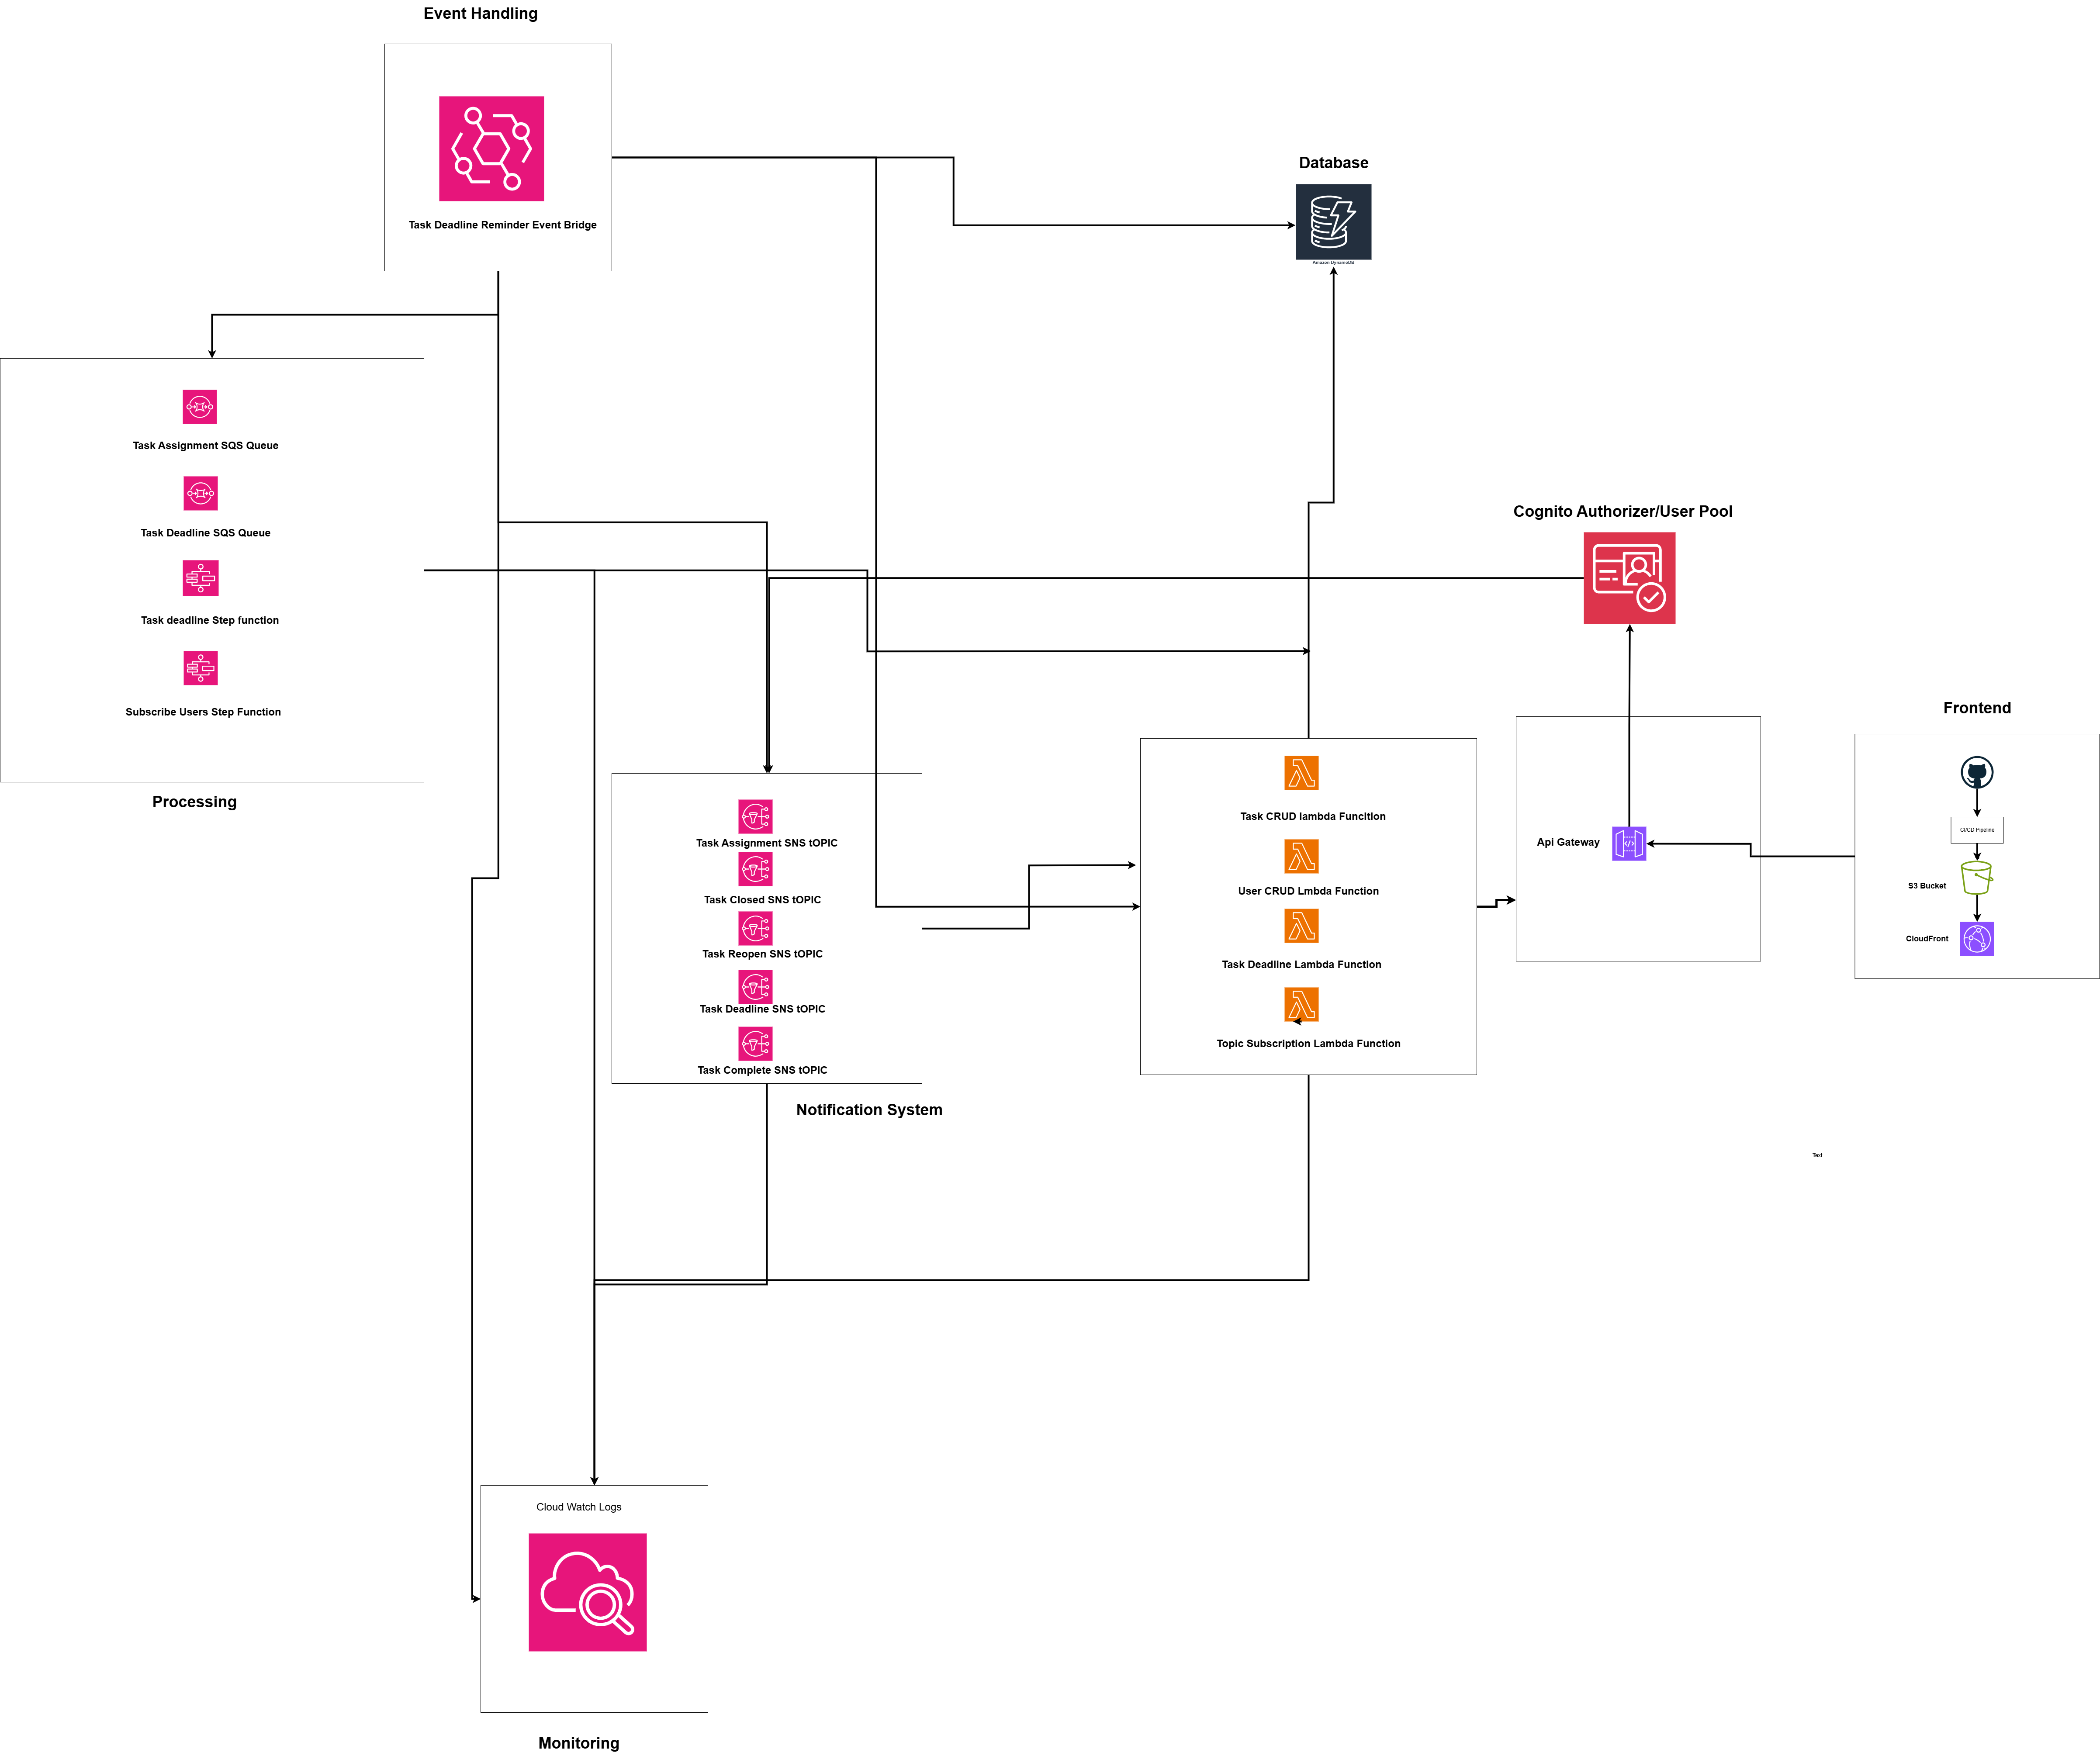 Event Handling
Task Deadline Reminder Event Bridge
Database
Amazon DynamoDB
Task Assignment SQS Queue
Task Deadline SQS Queue
Task deadline Step function
Subscribe Users Step Function
Processing
Cognito Authorizer/User Pool
Task Assignment SNS tOPIC
Task Closed SNS tOPIC
Task Reopen SNS tOPIC
Task Deadline SNS tOPIC
Task Complete SNS tOPIC
Notification System
Task CRUD lambda Funcition
User CRUD Lmbda Function
Task Deadline Lambda Function
Topic Subscription Lambda Function
Api Gateway
Frontend
CI/CD Pipeline
S3 Bucket
CloudFront
Text
Cloud Watch Logs
Monitoring